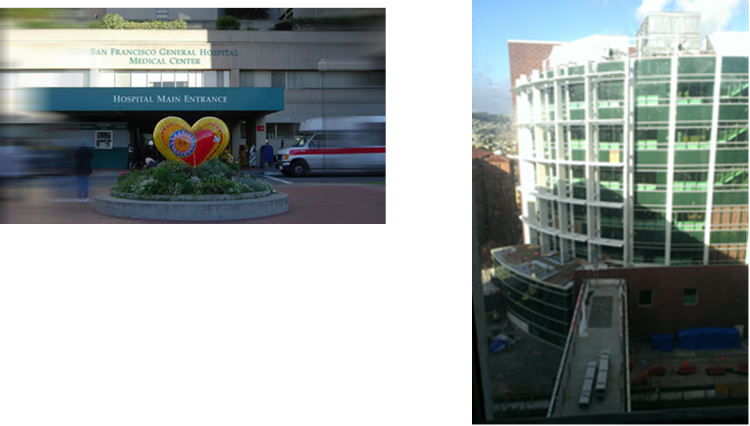 SAN FRANCISCO GENERAL HOSPITAL
MEDICAL CENTER
HOSPITAL MAIN ENTRANCE